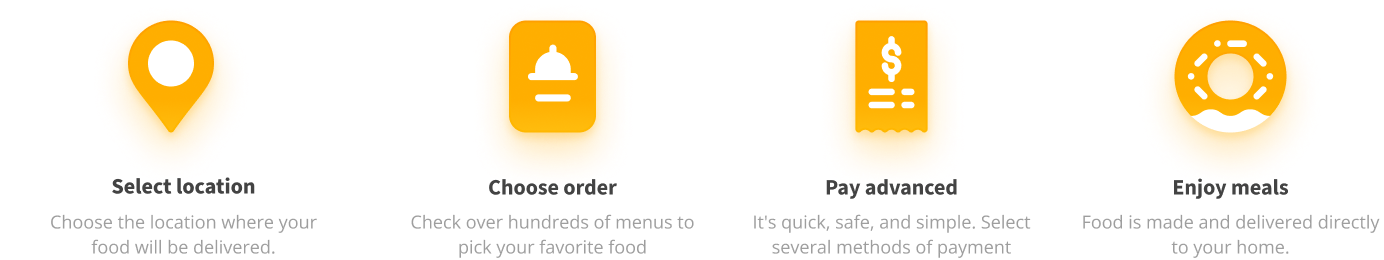 Select location
Choose the location where your
food will be delivered.
Choose order
Check over hundreds of menus to
pick your favorite food
$
Pay advanced
It's quick, safe, and simple. Select
several methods of payment
Enjoy meals
Food is made and delivered directly
to your home.